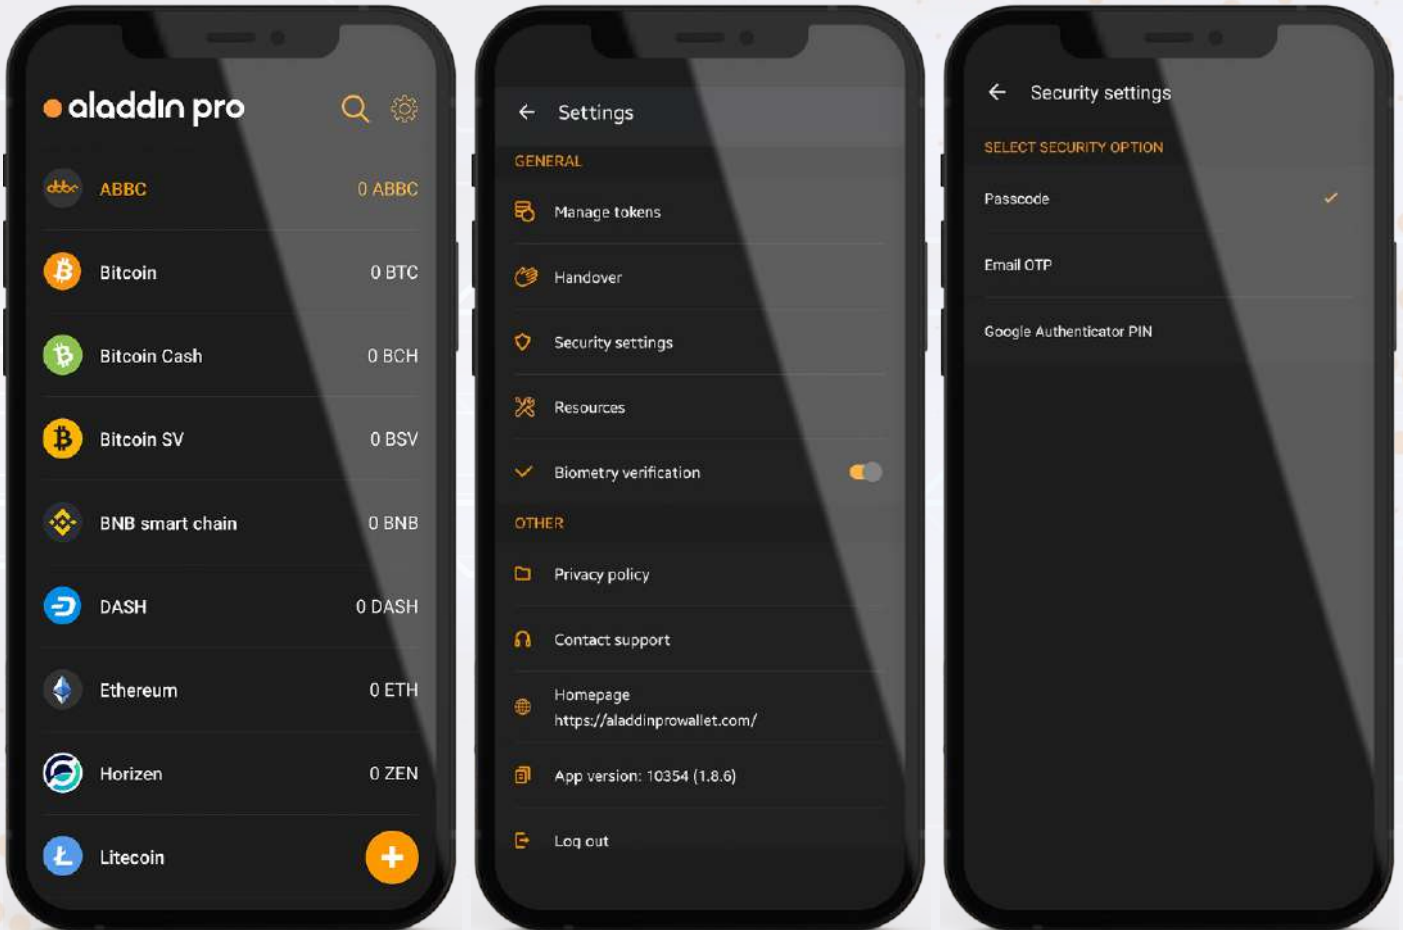 aladdin pro
ABBC 0 ABBC
Bitcoin 0 BTC
Bitcoin Cash 0 BCH
Bitcoin SV 0 BSV
BNB smart chain 0 BNB
DASH 0 DASH
Ethereum 0 ETH
Horizen 0 ZEN
Litecoin
Settings
GENERAL
Manage tokens
Handover
Security settings
Resources
Biometry verification
OTHER
Privacy policy
Contact support
Homepage
https://aladdinprowallet.com/
App version: 10354 (1.8.6)
Log out
Security settings
SELECT SECURITY OPTION
Passcode
Email OTP
Google Authenticator PIN